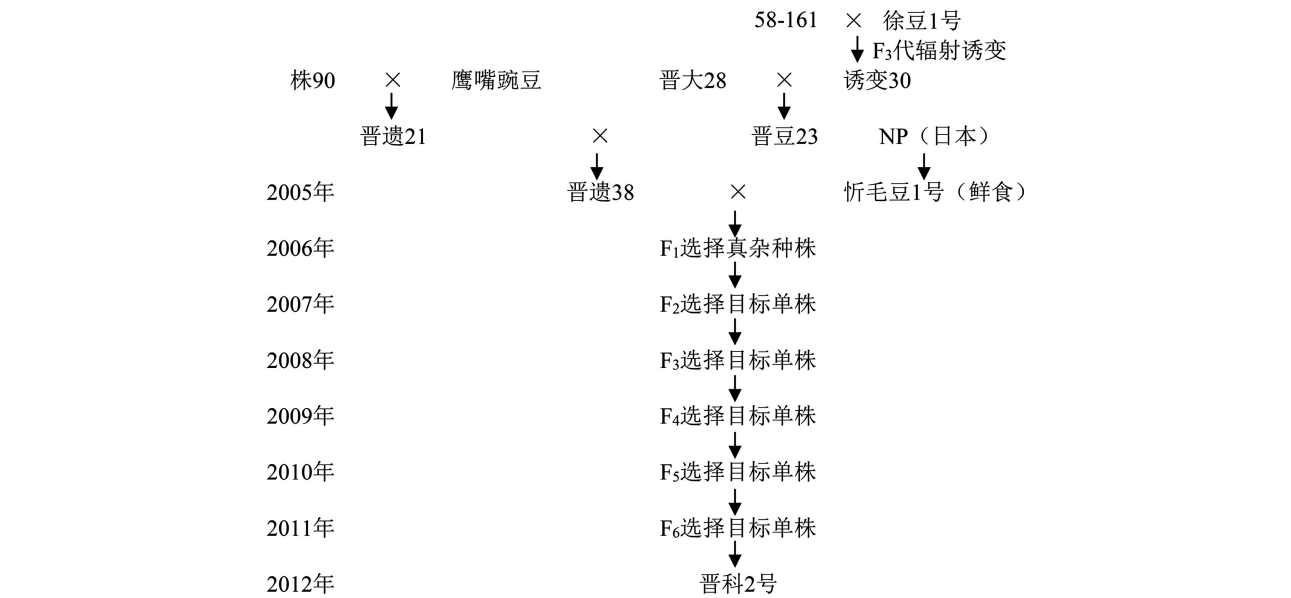 58-161 × 徐豆1号
F₃代辐射诱变
株90 × 鹰嘴豌豆 晋大28 × 诱变30
晋遗21 × 晋豆23 NP（日本）
2005年 晋遗38 × 忻毛豆1号（鲜食）
2006年 F₁选择真杂种株
2007年 F₂选择目标单株
2008年 F₃选择目标单株
2009年 F₄选择目标单株
2010年 F₅选择目标单株
2011年 F₆选择目标单株
2012年 晋科2号